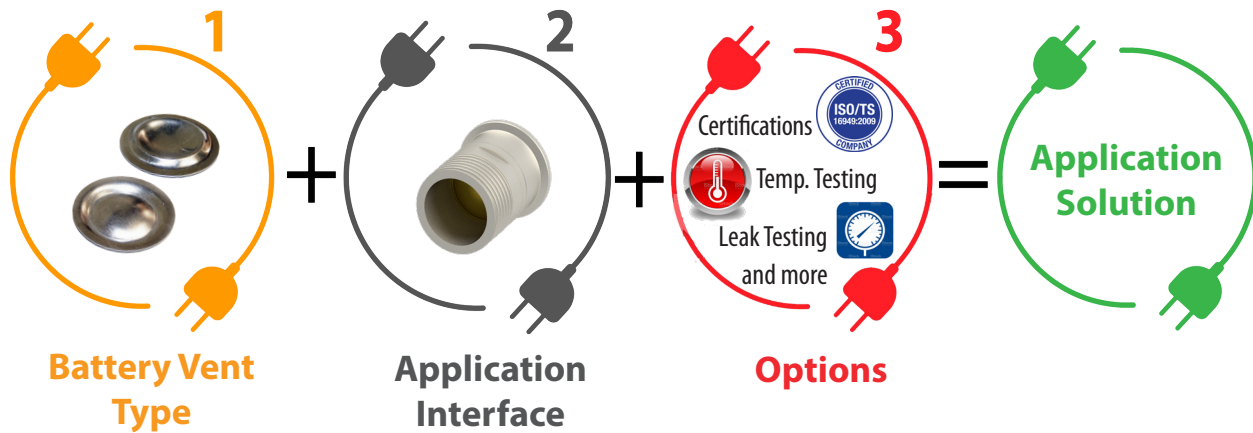 1
2
3
+
+
=
Certifications
CERTIFIED
ISO/TS
16949:2009
COMPANY
Temp. Testing
Leak Testing
and more
Application
Solution
Battery Vent
Type
Application
Interface
Options